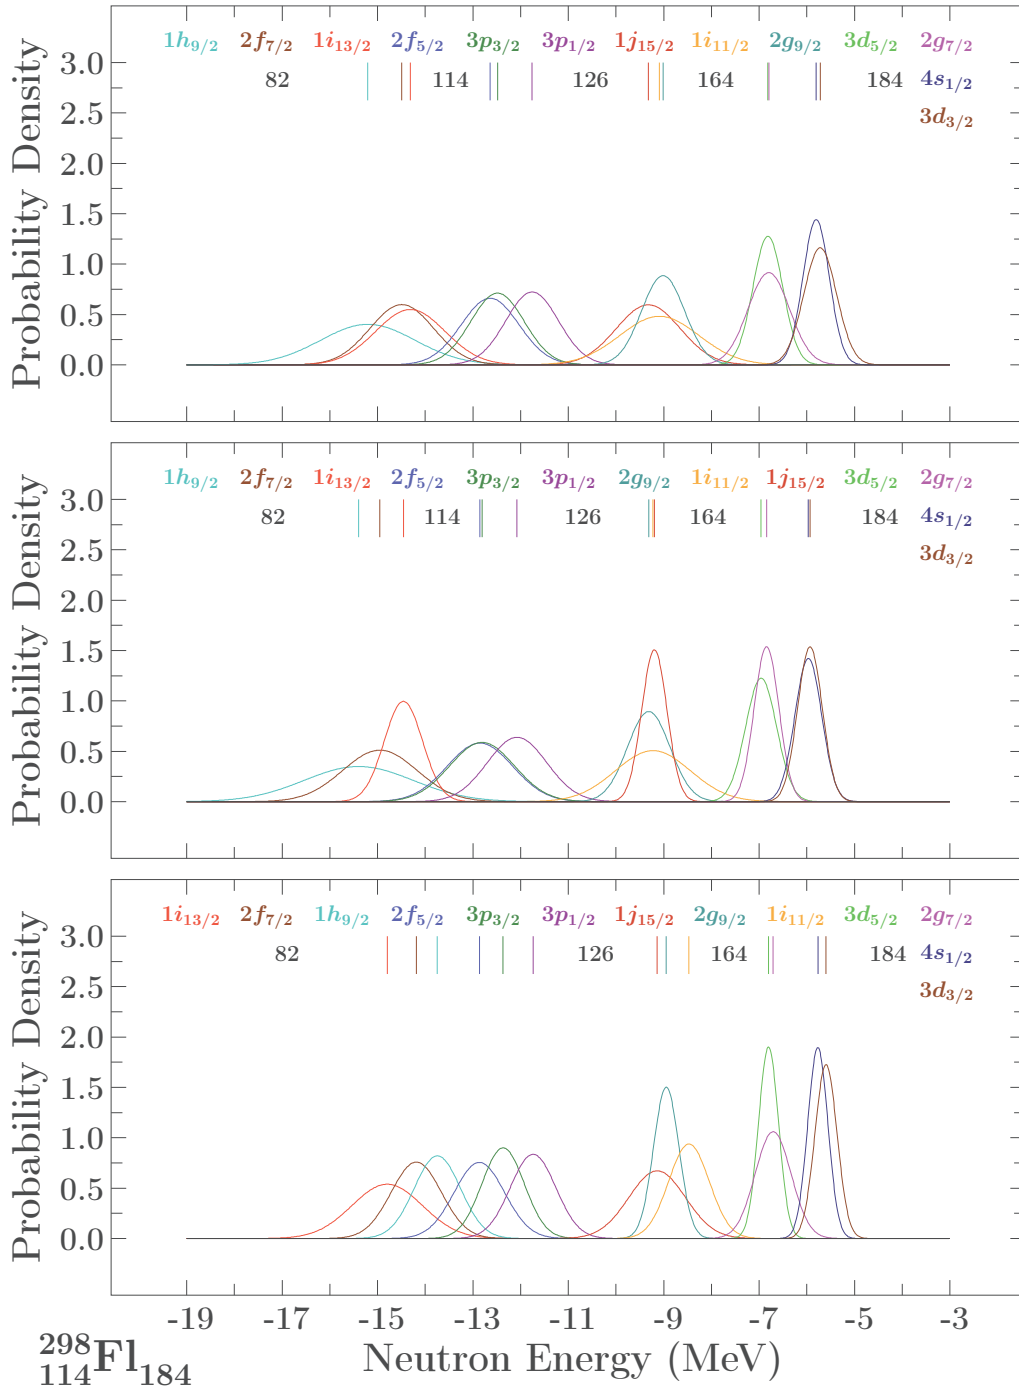 1h9/2 2f7/2 1i13/2 2f5/2 3p3/2 3p1/2 1j15/2 1i11/2 2g9/2 3d5/2 2g7/2
82 114 126 164 184 4s1/2
3d3/2
3.0
2.5
2.0
1.5
1.0
0.5
0.0
Probability Density
1h9/2 2f7/2 1i13/2 2f5/2 3p3/2 3p1/2 2g9/2 1i11/2 1j15/2 3d5/2 2g7/2
82 114 126 164 184 4s1/2
3d3/2
3.0
2.5
2.0
1.5
1.0
0.5
0.0
Probability Density
1i13/2 2f7/2 1h9/2 2f5/2 3p3/2 3p1/2 1j15/2 2g9/2 1i11/2 3d5/2 2g7/2
82 126 164 184 4s1/2
3d3/2
3.0
2.5
2.0
1.5
1.0
0.5
0.0
Probability Density
-19 -17 -15 -13 -11 -9 -7 -5 -3
298 114 Fl 184 Neutron Energy (MeV)